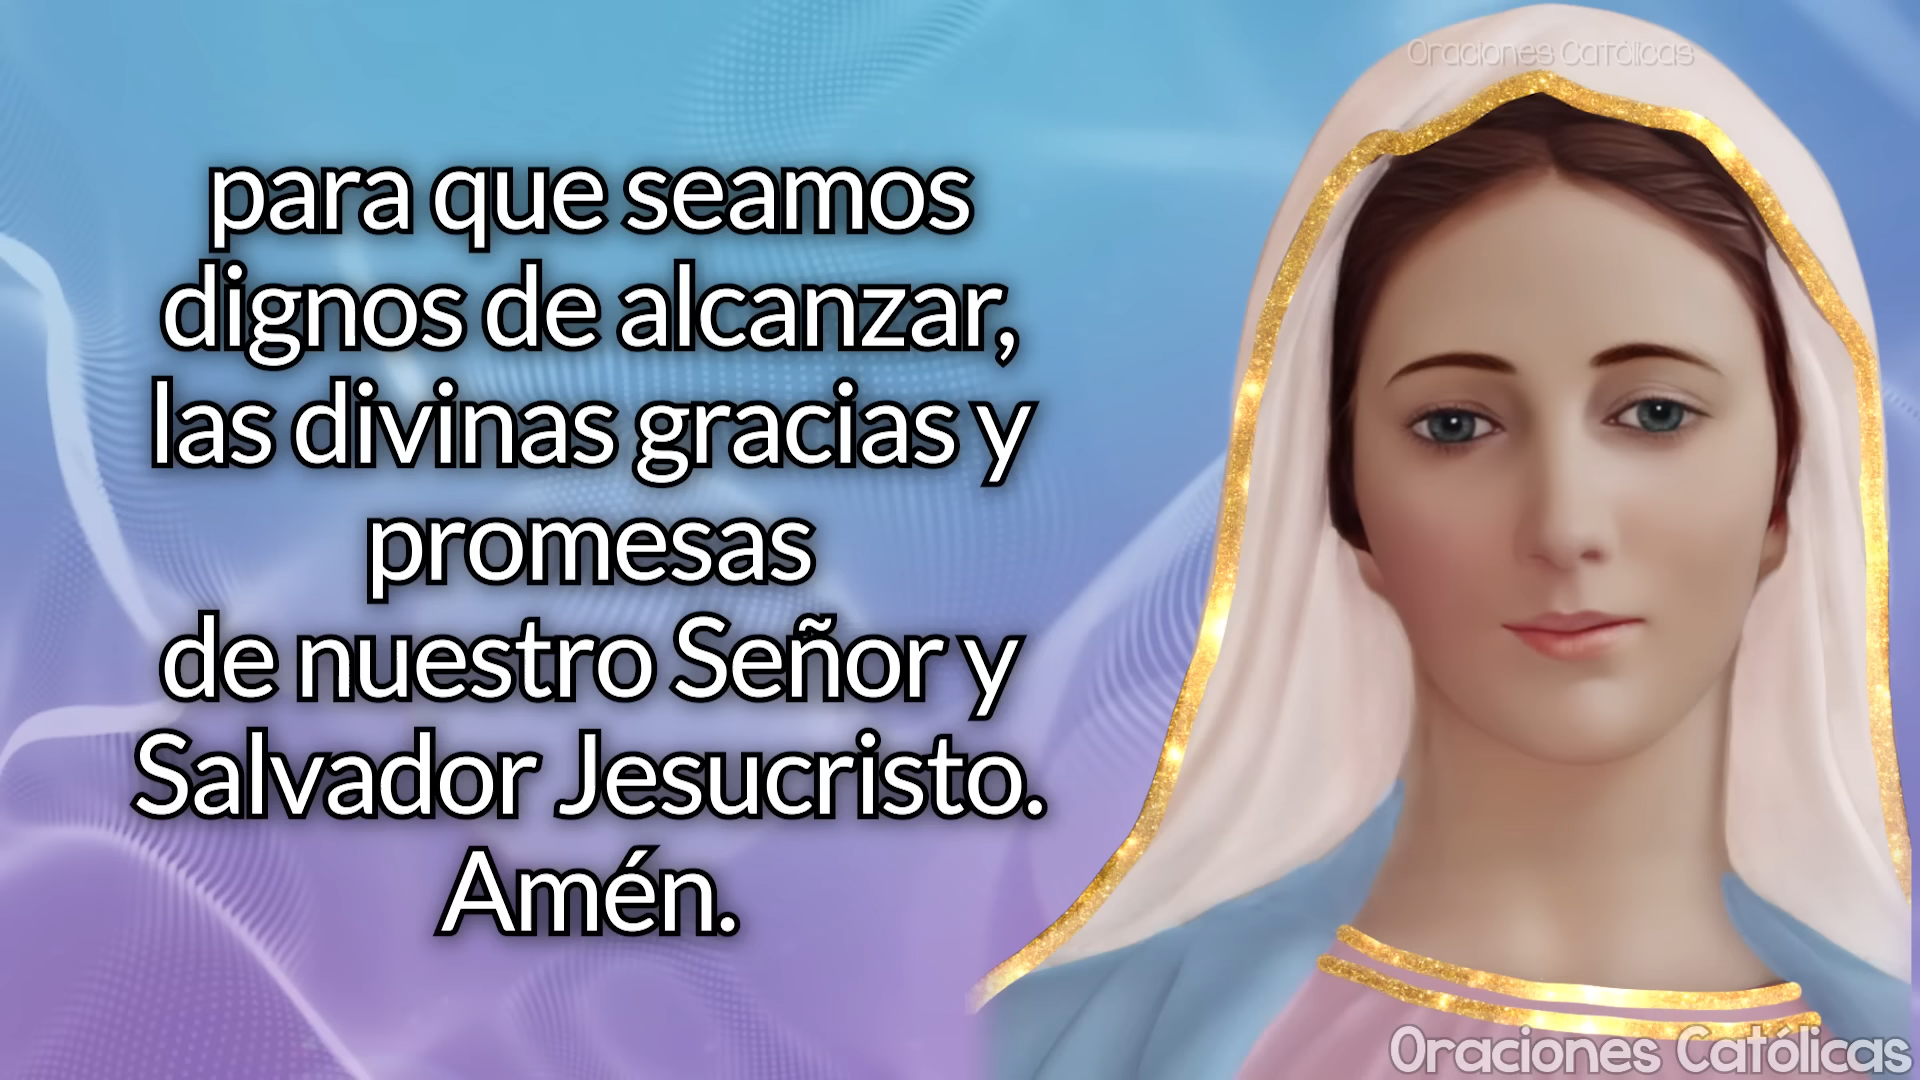 Oraciones Católicas
para que seamos
dignos de alcanzar,
las divinas gracias y
promesas
de nuestro Señor y
Salvador Jesucristo.
Amén.
Oraciones Católicas